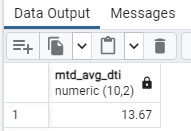 Data Output Messages
mtd_avg_dti
numeric (10,2)
1 13.67